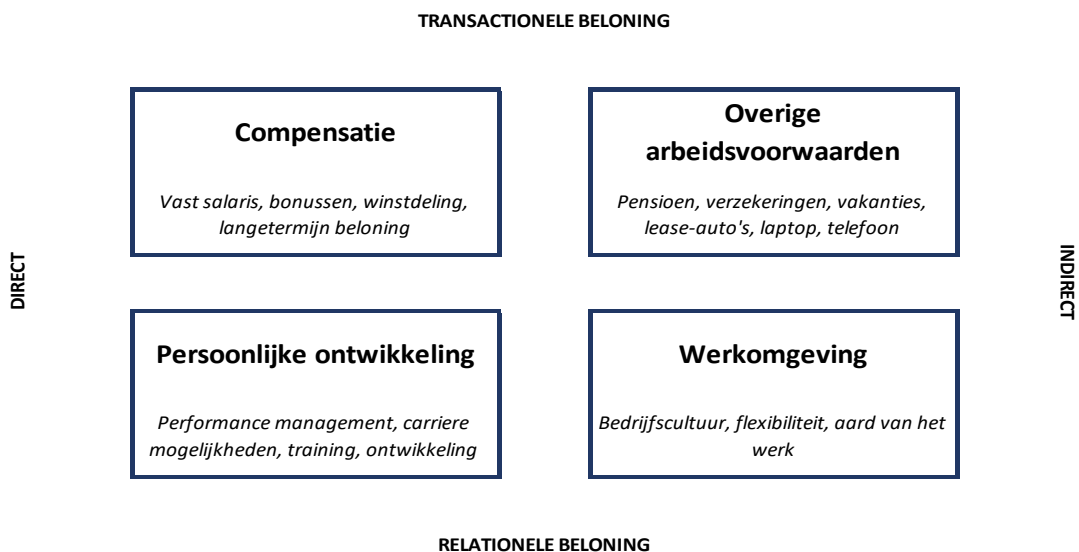 TRANSACTIONELE BELONING
Compensatie
Vast salaris, bonussen, winstdeling,
langetermijn beloning
Overige
arbeidsvoorwaarden
Pensioen, verzekeringen, vakanties,
lease-auto's, laptop, telefoon
DIRECT
INDIRECT
Persoonlijke ontwikkeling
Performance management, carriere
mogelijkheden, training, ontwikkeling
Werkomgeving
Bedrijfscultuur, flexibiliteit, aard van het
werk
RELATIONELE BELONING